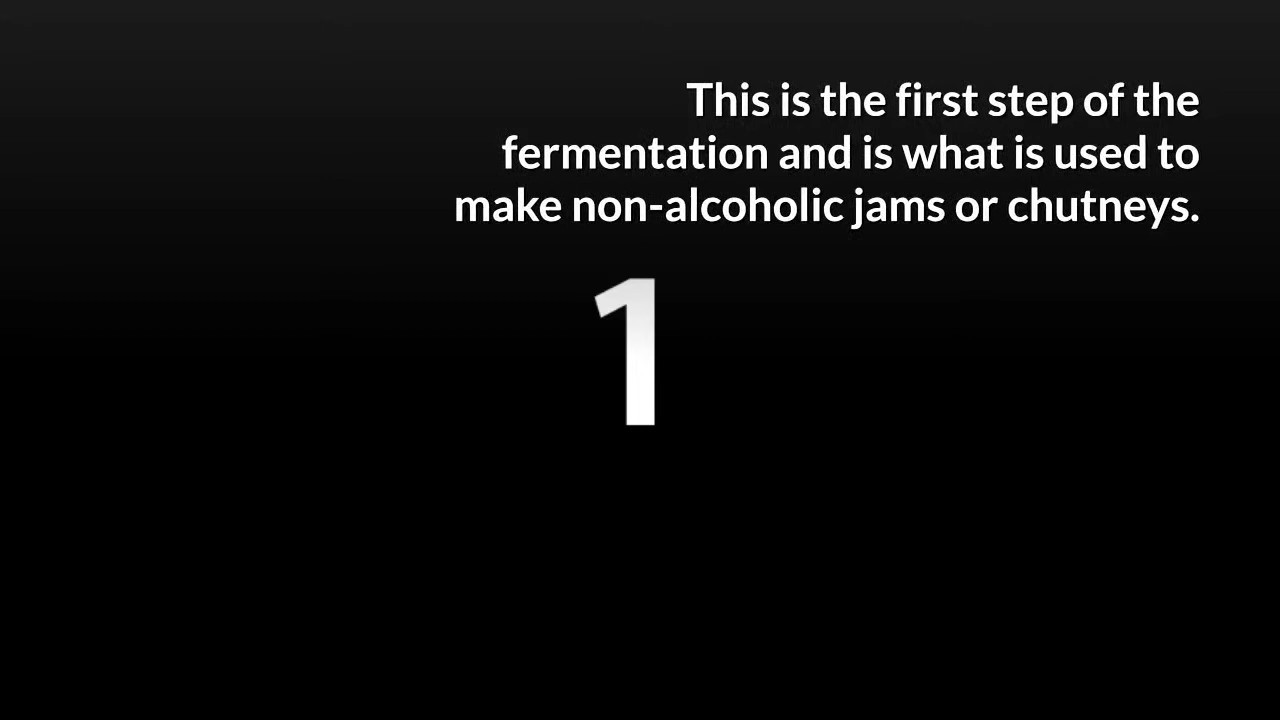 This is the first step of the
fermentation and is what is used to
make non-alcoholic jams or chutneys.
1